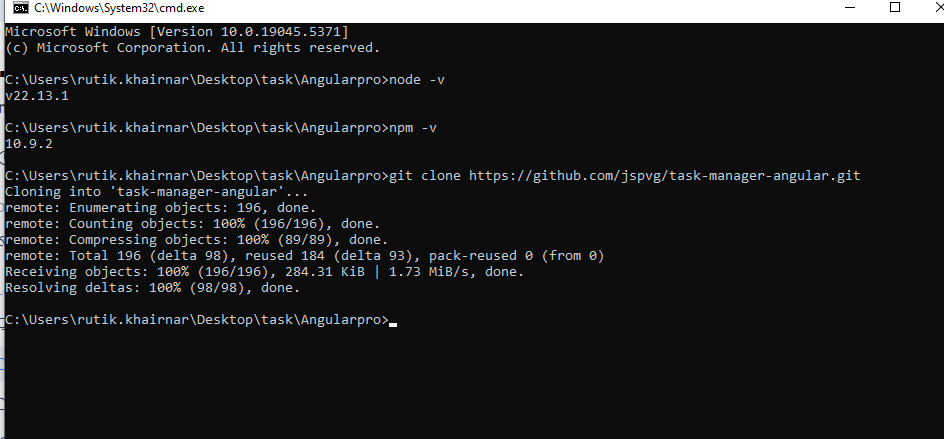 C:\Windows\System32\cmd.exe
Microsoft Windows [Version 10.0.19045.5371]
(c) Microsoft Corporation. All rights reserved.
C:\Users\rutik.khairnar\Desktop\task\Angularpro>node -v
v22.13.1
C:\Users\rutik.khairnar\Desktop\task\Angularpro>npm -v
10.9.2
C:\Users\rutik.khairnar\Desktop\task\Angularpro>git clone https://github.com/jspvg/task-manager-angular.git
Cloning into 'task-manager-angular'...
remote: Enumerating objects: 196, done.
remote: Counting objects: 100% (196/196), done.
remote: Compressing objects: 100% (89/89), done.
remote: Total 196 (delta 98), reused 184 (delta 93), pack-reused 0 (from 0)
Receiving objects: 100% (196/196), 284.31 KiB | 1.73 MiB/s, done.
Resolving deltas: 100% (98/98), done.
C:\Users\rutik.khairnar\Desktop\task\Angularpro>